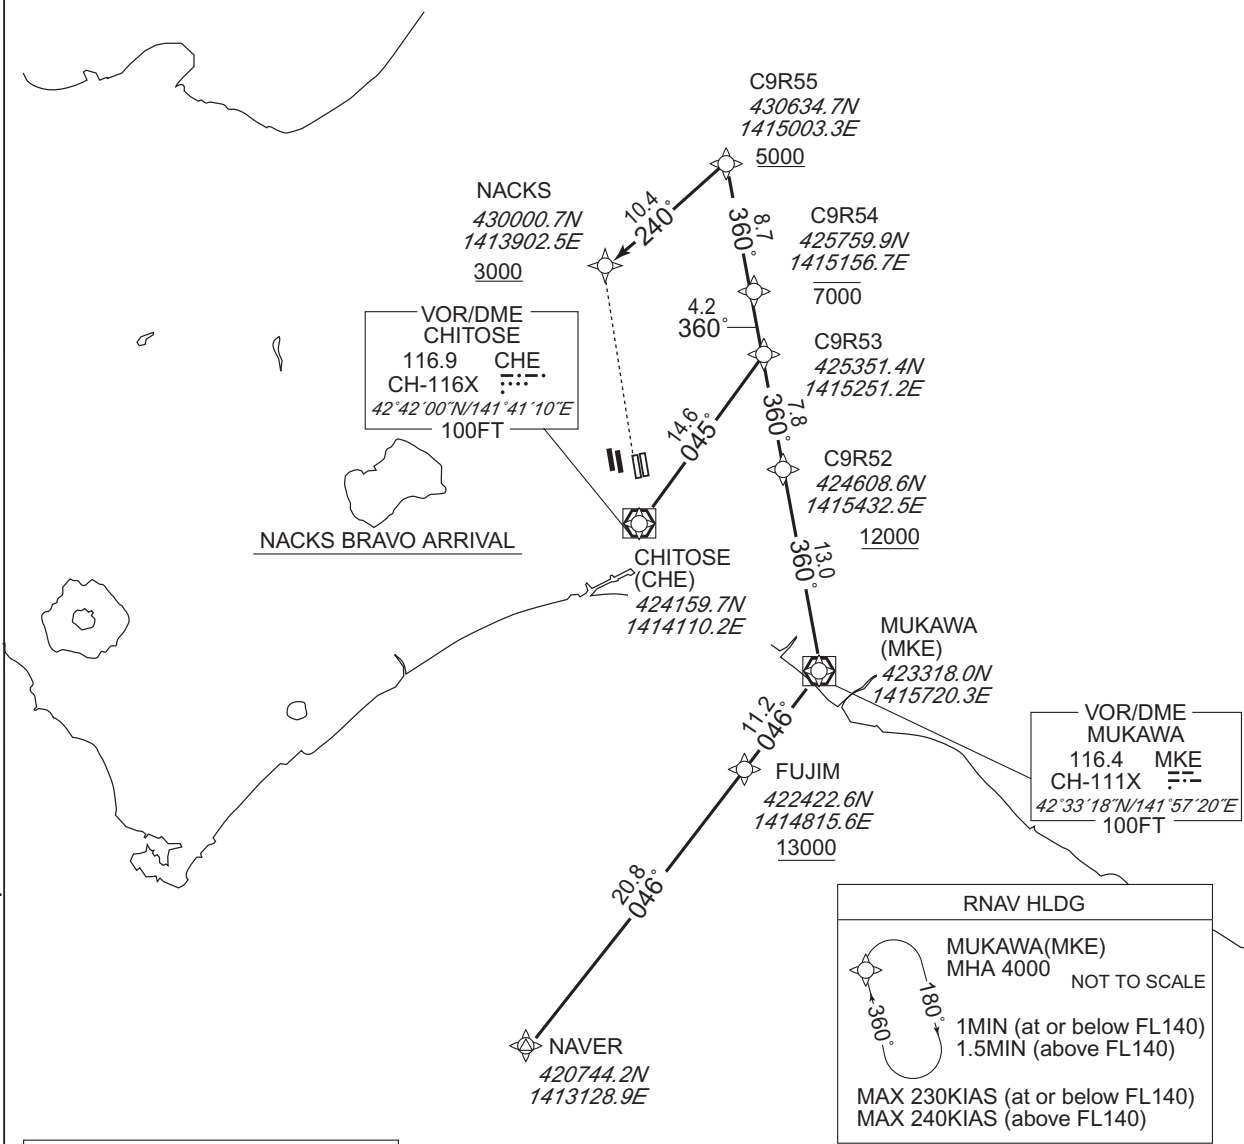 C9R55
430634.7N
1415003.3E
5000
NACKS
430000.7N
1413902.5E
3000
10.4
240°
8.7
360°
C9R54
425759.9N
1415156.7E
7000
4.2
360°
VOR/DME
CHITOSE
116.9 CHE
CH-116X
42°42′00″N/141°41′10″E
100FT
C9R53
425351.4N
1415251.2E
14.6
045°
7.8
360°
C9R52
424608.6N
1415432.5E
12000
NACKS BRAVO ARRIVAL
CHITOSE
(CHE)
424159.7N
1414110.2E
13.0
360°
MUKAWA
(MKE)
423318.0N
1415720.3E
11.2
046°
VOR/DME
MUKAWA
116.4 MKE
CH-111X
42°33′18″N/141°57′20″E
100FT
FUJIM
422422.6N
1414815.6E
13000
20.8
046°
NAVER
420744.2N
1413128.9E
RNAV HLDG
MUKAWA(MKE)
MHA 4000
NOT TO SCALE
180°
360°
1MIN (at or below FL140)
1.5MIN (above FL140)
MAX 230KIAS (at or below FL140)
MAX 240KIAS (above FL140)